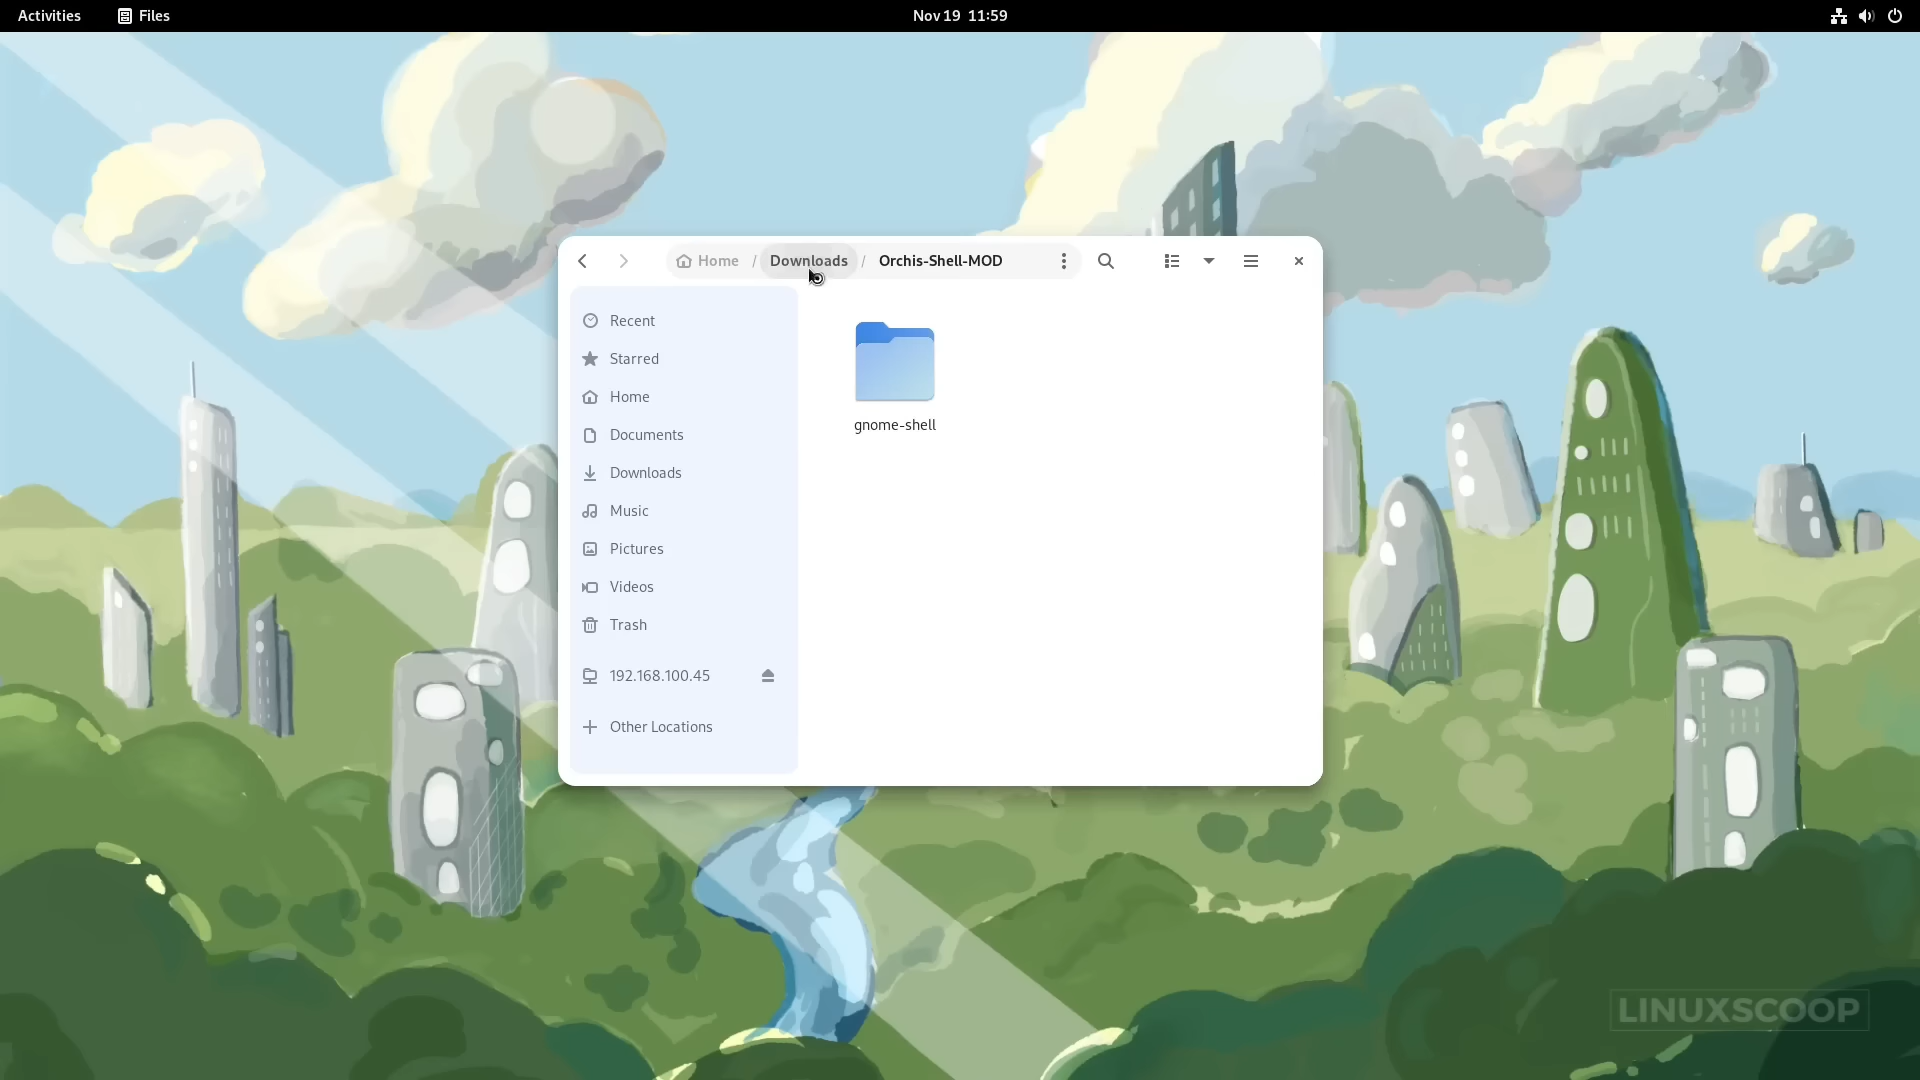 Activities
Files
Nov 19 11:59
Home / Downloads / Orchis-Shell-MOD
Recent
Starred
Home
Documents
Downloads
Music
Pictures
Videos
Trash
192.168.100.45
Other Locations
gnome-shell
LINUXSCOOP